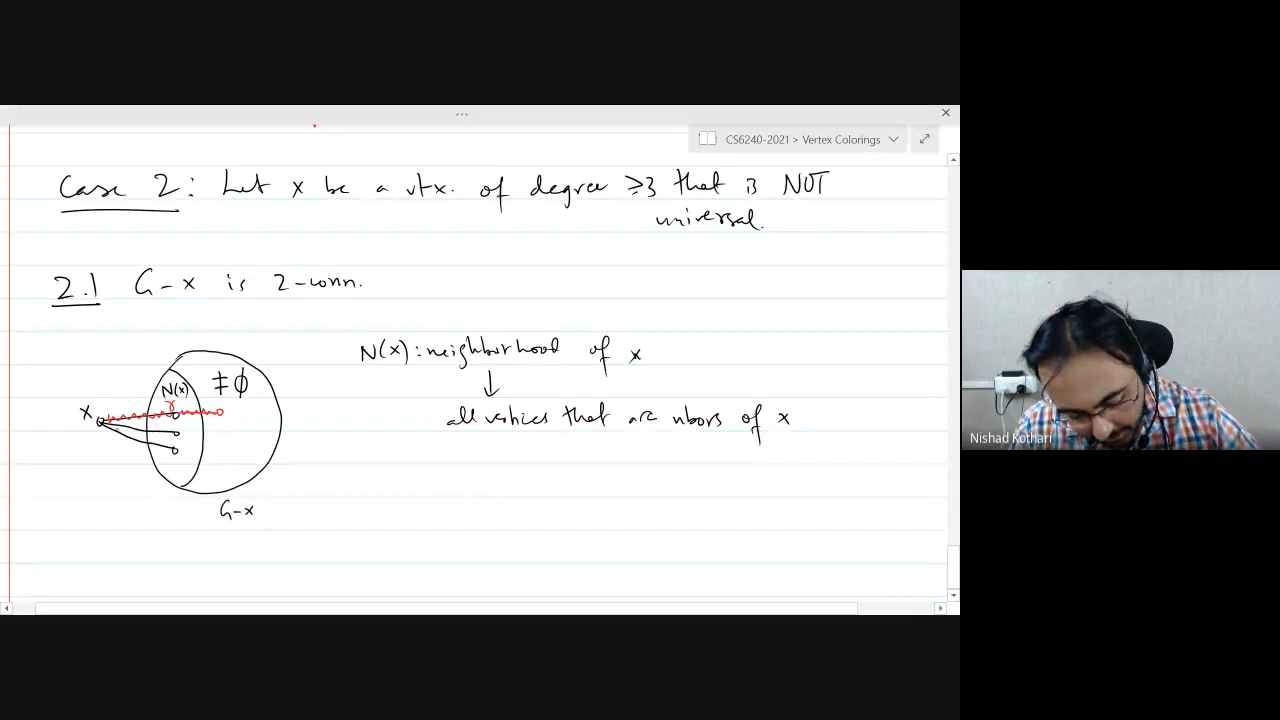 CS6240-2021 > Vertex Colorings
Case 2: Let x be a vtx. of degree ≥3 that is NOT
universal.
2.1 G-x is 2-conn.
N(x): neighborhood of x
↓
all vertices that are nbors of x
N(x) ≠ ϕ
x
G-x
Nishad Kothari